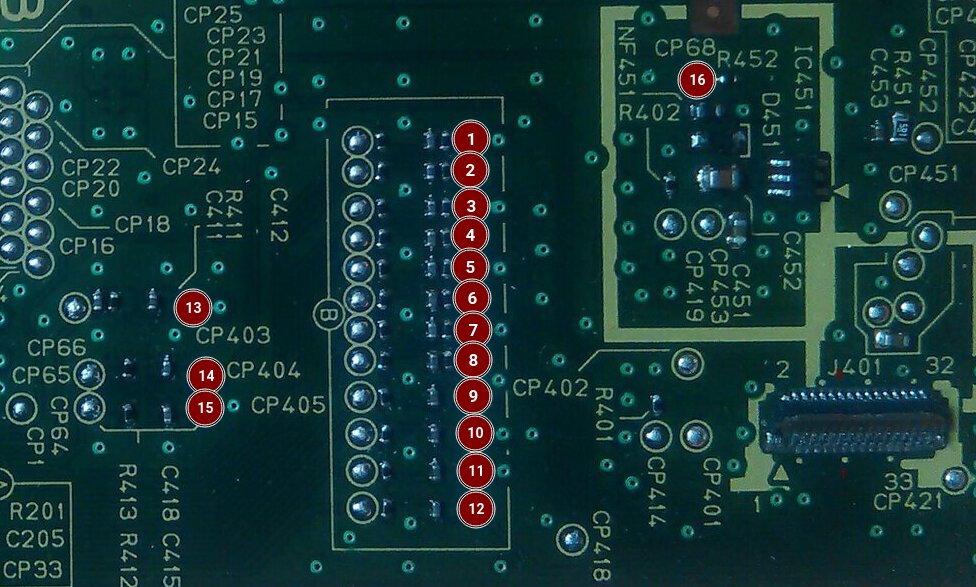 B
CP25
CP23
CP21
CP19
CP17
CP15
CP22
CP20
CP24
CP18
CP16
C411
R411
C412
13
CP403
CP66
CP65
14
CP404
15
CP405
CP64
CP1
R413
R412
C418
C415
R201
C205
CP33
B
1
2
3
4
5
6
7
8
9
10
11
12
NF451
CP68
16
R452
IC451
R402
D451
CP419
CP453
C451
C452
C453
R451
CP452
C422
CP451
CP402
R401
CP414
CP401
CP418
2
J401
32
1
33
CP421